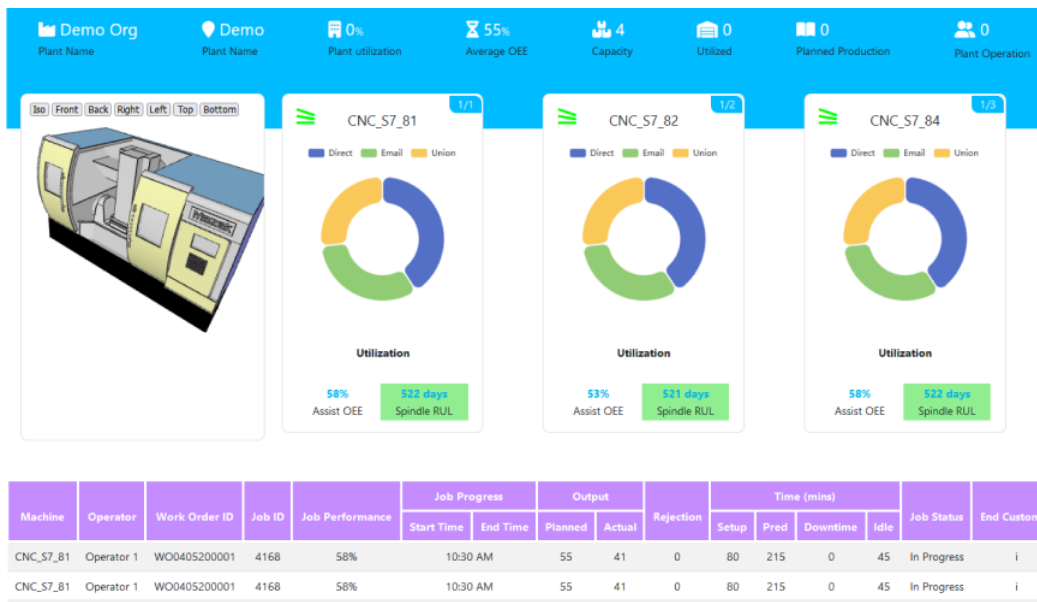 Demo Org
Plant Name
Demo
Plant Name
0%
Plant utilization
55%
Average OEE
4
Capacity
0
Utilized
0
Planned Production
0
Plant Operation
Iso Front Back Right Left Top Bottom
Mazak
1/1
CNC_S7_81
Direct Email Union
Utilization
58% 522 days
Assist OEE Spindle RUL
1/2
CNC_S7_82
Direct Email Union
Utilization
53% 521 days
Assist OEE Spindle RUL
1/3
CNC_S7_84
Direct Email Union
Utilization
58% 522 days
Assist OEE Spindle RUL
Job Progress Output Time (mins)
Machine Operator Work Order ID Job ID Job Performance Rejection Job Status End Custom
Start Time End Time Planned Actual Setup Pred Downtime Idle
CNC_S7_81 Operator 1 WO0405200001 4168 58% 10:30 AM 55 41 0 80 215 0 45 In Progress i
CNC_S7_81 Operator 1 WO0405200001 4168 58% 10:30 AM 55 41 0 80 215 0 45 In Progress i